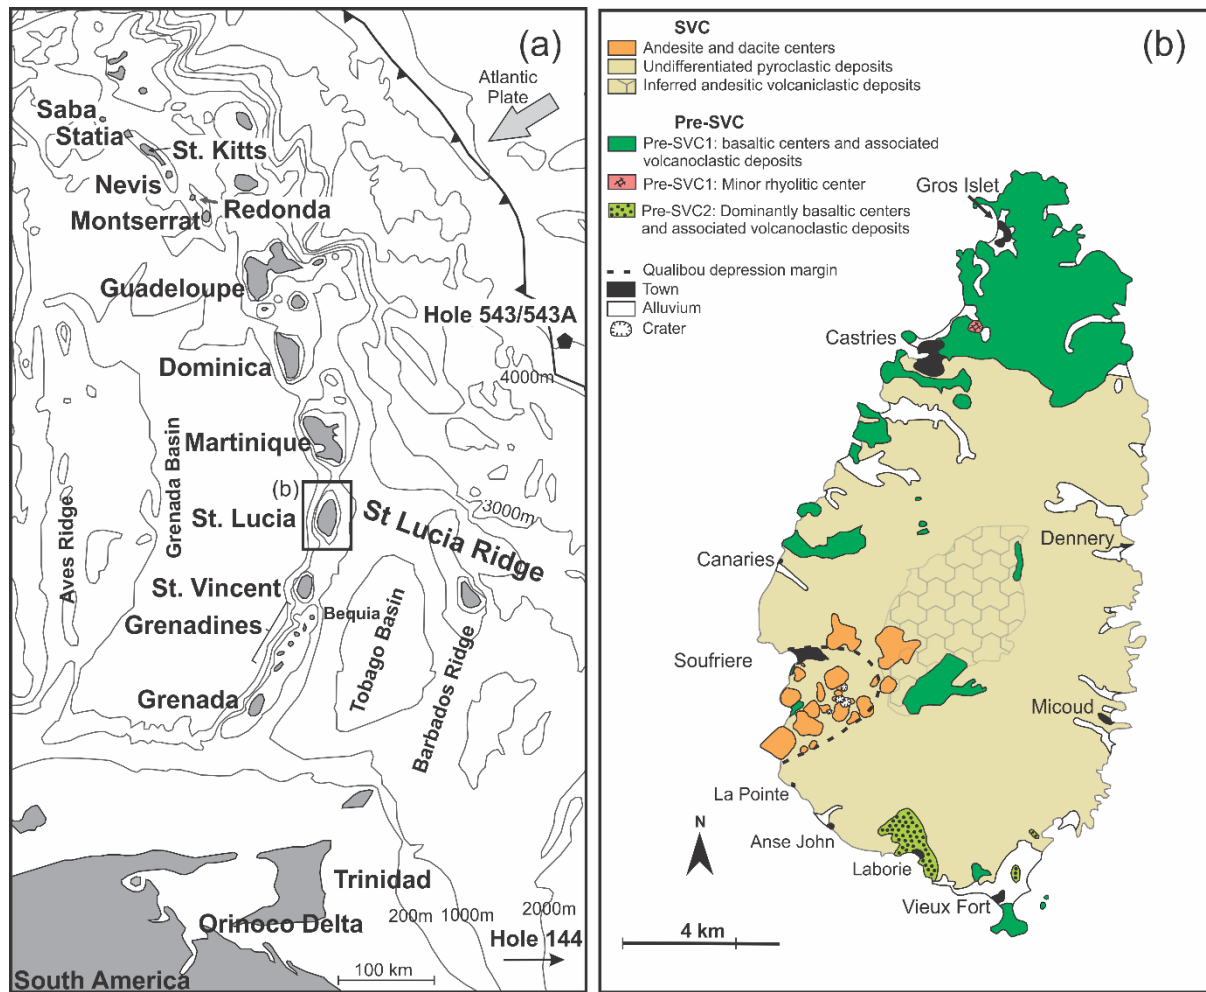 (a)
Atlantic
Plate
Saba
Statia
St. Kitts
Nevis
Redonda
Montserrat
Guadeloupe
Hole 543/543A
Dominica
4000m
Martinique
Grenada Basin
(b)
3000m
St. Lucia
St Lucia Ridge
Aves Ridge
St. Vincent
Bequia
Grenadines
Tobago Basin
Barbados Ridge
Grenada
Trinidad
200m
1000m
2000m
Orinoco Delta
Hole 144
100 km
South America
(b)
SVC
Andesite and dacite centers
Undifferentiated pyroclastic deposits
Inferred andesitic volcaniclastic deposits
Pre-SVC
Pre-SVC1: basaltic centers and associated
volcanoclastic deposits
Pre-SVC1: Minor rhyolitic center
Pre-SVC2: Dominantly basaltic centers
and associated volcanoclastic deposits
Qualibou depression margin
Town
Alluvium
Crater
Gros Islet
Castries
Dennery
Canaries
Soufriere
Micoud
La Pointe
N
Anse John
Laborie
Vieux Fort
4 km